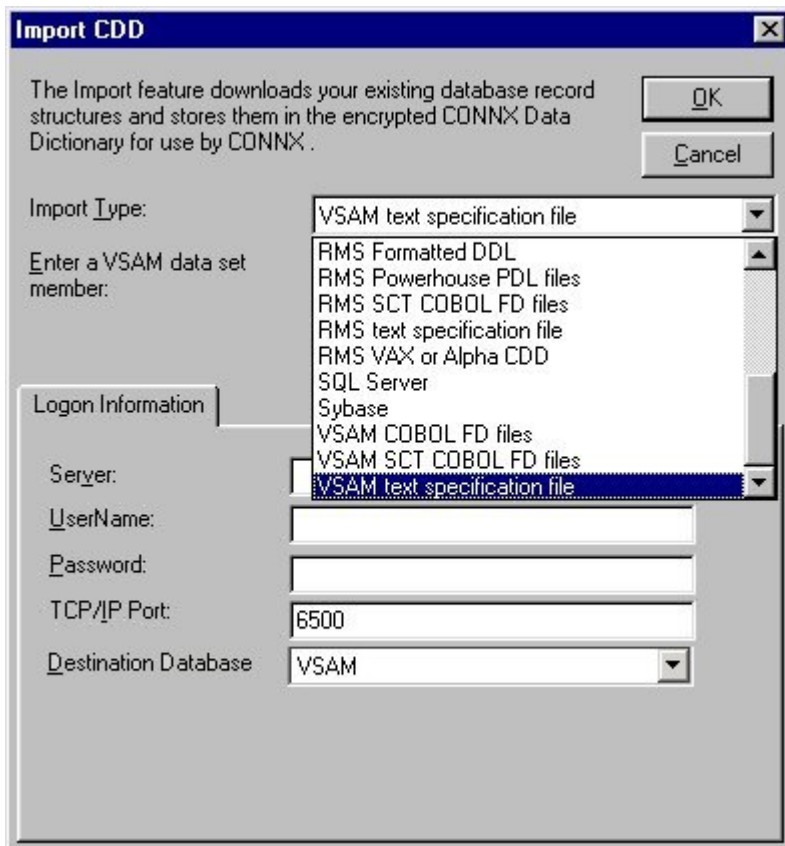 Import CDD
The Import feature downloads your existing database record
structures and stores them in the encrypted CONNX Data
Dictionary for use by CONNX .
OK
Cancel
Import Type:
VSAM text specification file
Enter a VSAM data set
member:
RMS Formatted DDL
RMS Powerhouse PDL files
RMS SCT COBOL FD files
RMS text specification file
RMS VAX or Alpha CDD
SQL Server
Sybase
VSAM COBOL FD files
VSAM SCT COBOL FD files
VSAM text specification file
Logon Information
Server:
UserName:
Password:
TCP/IP Port:
6500
Destination Database
VSAM